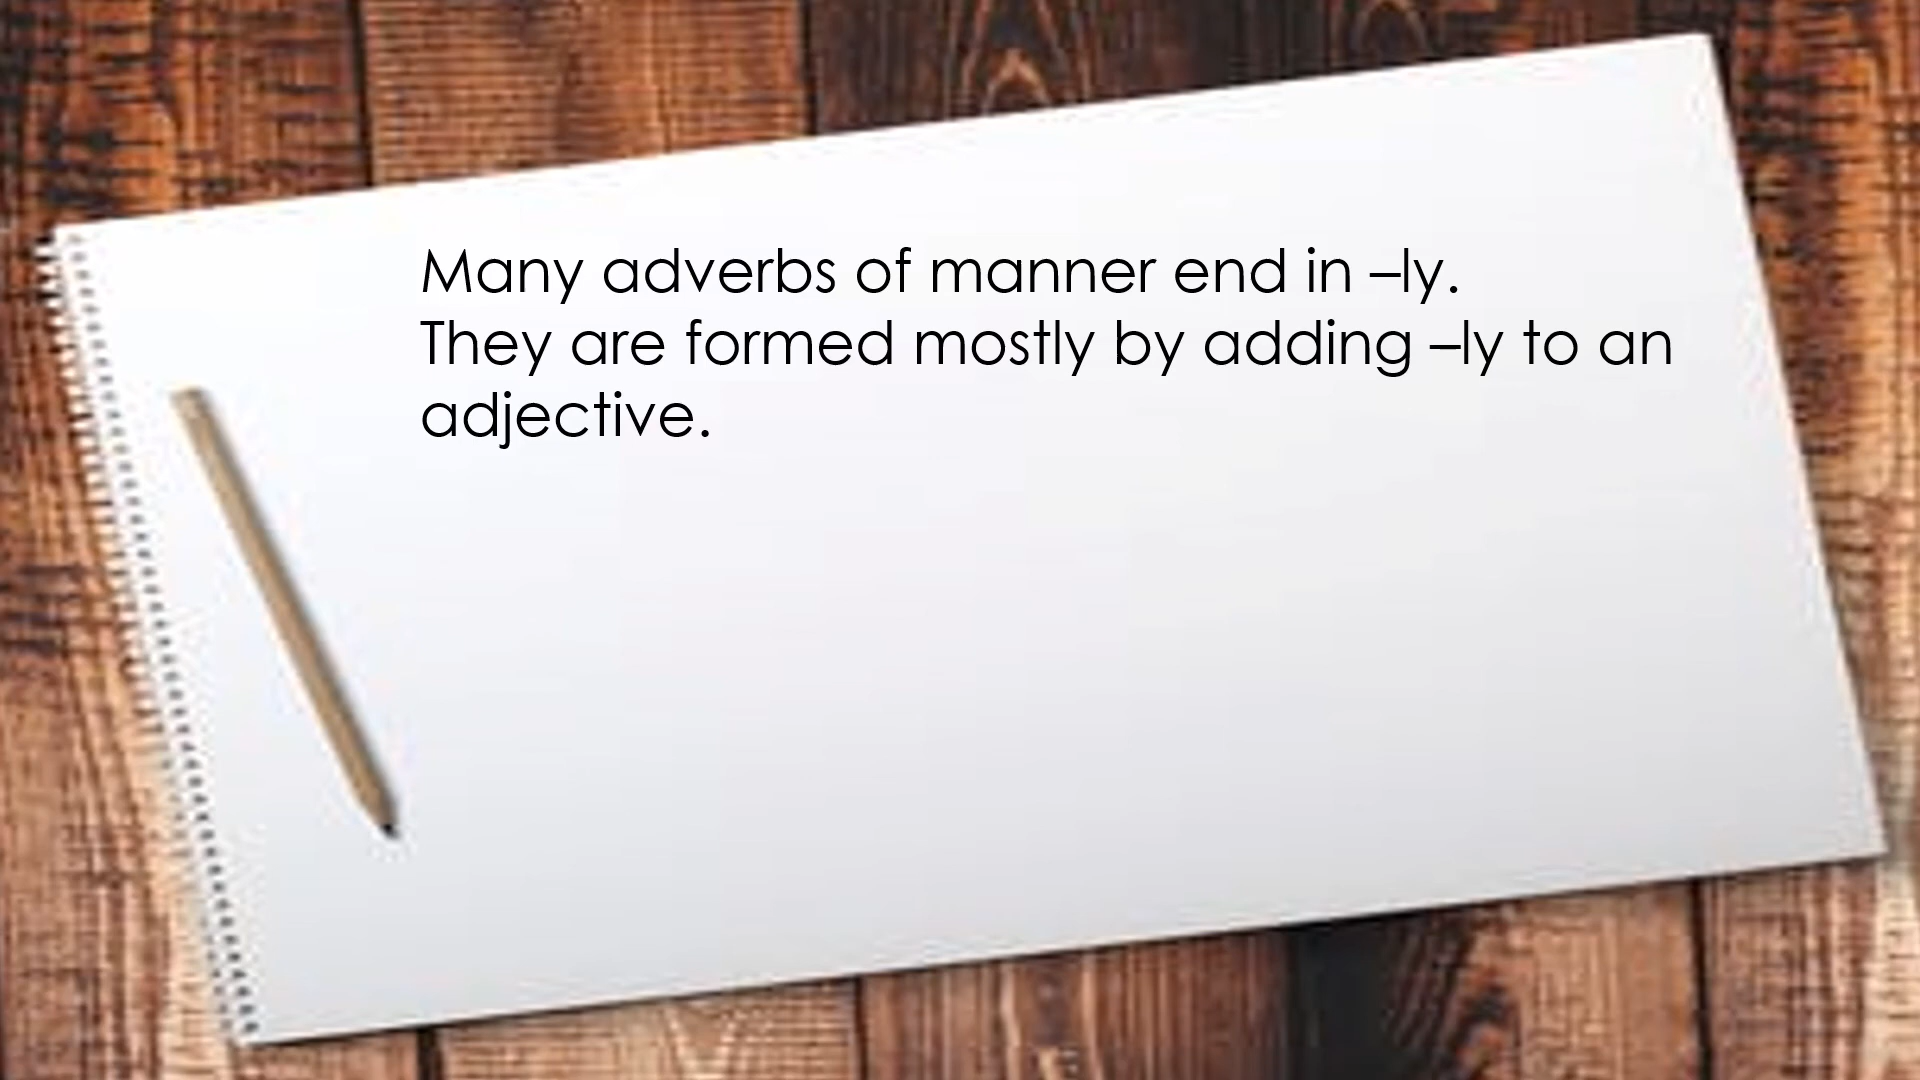 Many adverbs of manner end in –ly.
They are formed mostly by adding –ly to an
adjective.